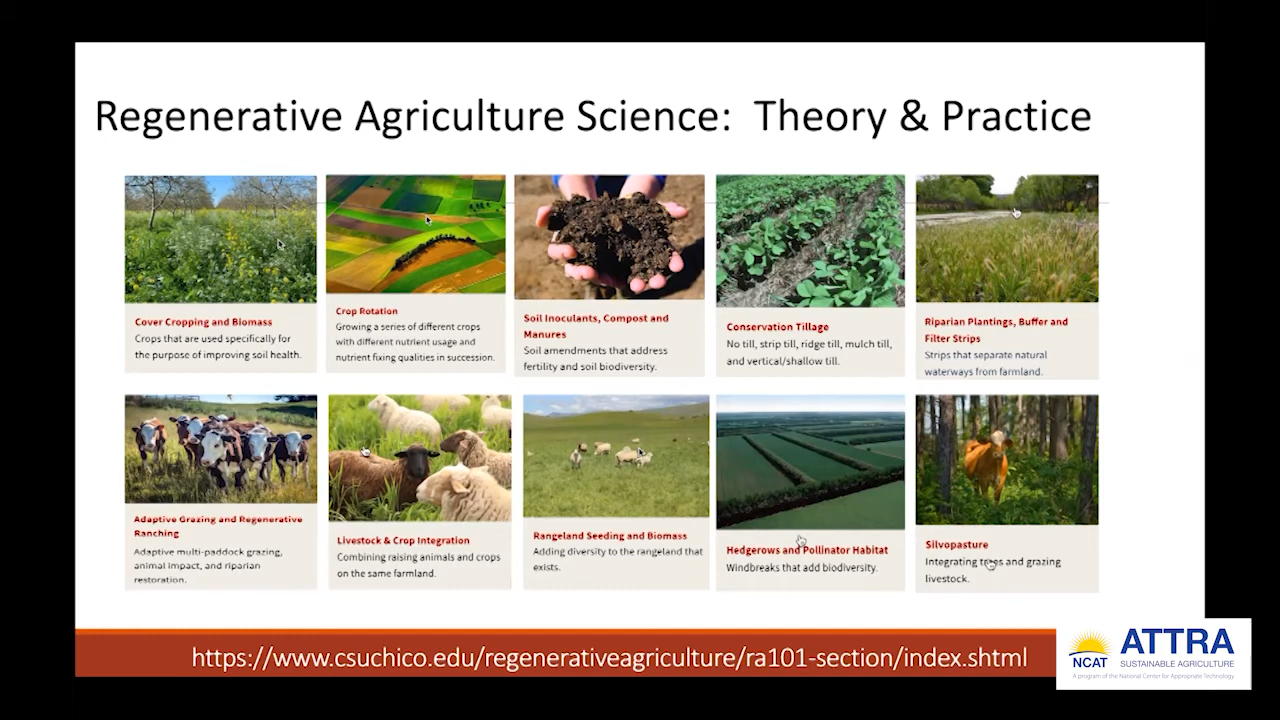 Regenerative Agriculture Science: Theory & Practice
Cover Cropping and Biomass
Crops that are used specifically for
the purpose of improving soil health.
Crop Rotation
Growing a series of different crops
with different nutrient usage and
nutrient fixing qualities in succession.
Soil Inoculants, Compost and
Manures
Soil amendments that address
fertility and soil biodiversity.
Conservation Tillage
No till, strip till, ridge till, mulch till,
and vertical/shallow till.
Riparian Plantings, Buffer and
Filter Strips
Strips that separate natural
waterways from farmland.
Adaptive Grazing and Regenerative
Ranching
Adaptive multi-paddock grazing,
animal impact, and riparian
restoration.
Livestock & Crop Integration
Combining raising animals and crops
on the same farmland.
Rangeland Seeding and Biomass
Adding diversity to the rangeland that
exists.
Hedgerows and Pollinator Habitat
Windbreaks that add biodiversity.
Silvopasture
Integrating trees and grazing
livestock.
https://www.csuchico.edu/regenerativeagriculture/ra101-section/index.shtml
NCAT
ATTRA
SUSTAINABLE AGRICULTURE
A program of the National Center for Appropriate Technology